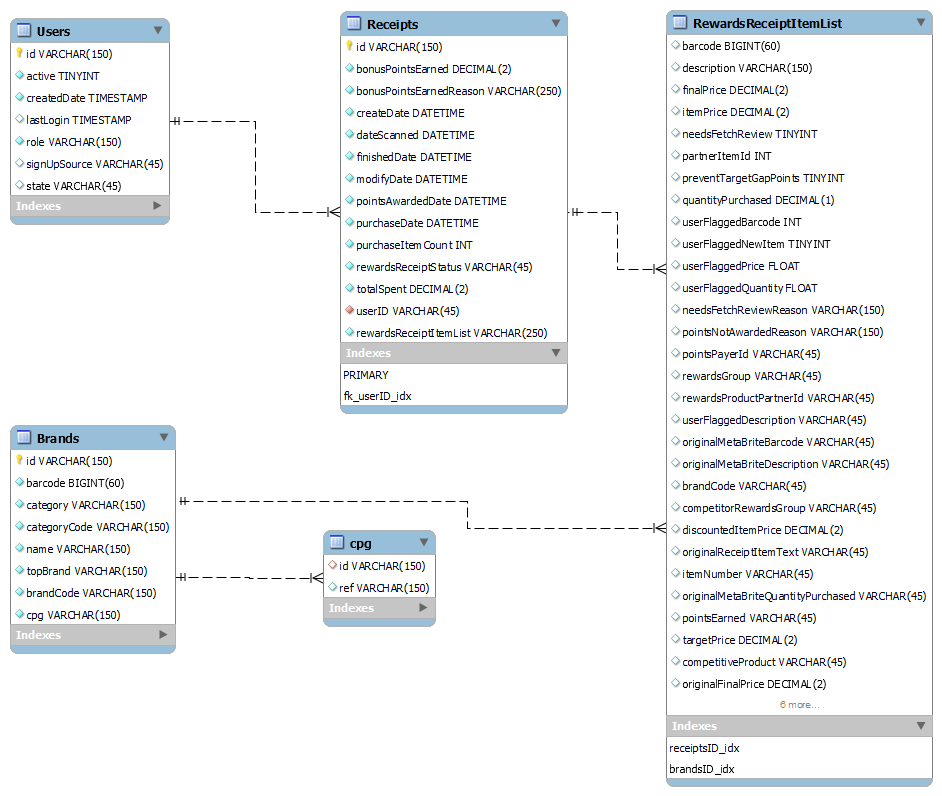 Users
id VARCHAR(150)
active TINYINT
createdDate TIMESTAMP
lastLogin TIMESTAMP
role VARCHAR(150)
signUpSource VARCHAR(45)
state VARCHAR(45)
Indexes
Receipts
id VARCHAR(150)
bonusPointsEarned DECIMAL(2)
bonusPointsEarnedReason VARCHAR(250)
createDate DATETIME
dateScanned DATETIME
finishedDate DATETIME
modifyDate DATETIME
pointsAwardedDate DATETIME
purchaseDate DATETIME
purchaseItemCount INT
rewardsReceiptStatus VARCHAR(45)
totalSpent DECIMAL(2)
userID VARCHAR(45)
rewardsReceiptItemList VARCHAR(250)
Indexes
PRIMARY
fk_userID_idx
RewardsReceiptItemList
barcode BIGINT(60)
description VARCHAR(150)
finalPrice DECIMAL(2)
itemPrice DECIMAL(2)
needsFetchReview TINYINT
partnerItemId INT
preventTargetGapPoints TINYINT
quantityPurchased DECIMAL(1)
userFlaggedBarcode INT
userFlaggedNewItem TINYINT
userFlaggedPrice FLOAT
userFlaggedQuantity FLOAT
needsFetchReviewReason VARCHAR(150)
pointsNotAwardedReason VARCHAR(150)
pointsPayerId VARCHAR(45)
rewardsGroup VARCHAR(45)
rewardsProductPartnerId VARCHAR(45)
userFlaggedDescription VARCHAR(45)
originalMetaBriteBarcode VARCHAR(45)
originalMetaBriteDescription VARCHAR(45)
brandCode VARCHAR(45)
competitorRewardsGroup VARCHAR(45)
discountedItemPrice DECIMAL(2)
originalReceiptItemText VARCHAR(45)
itemNumber VARCHAR(45)
originalMetaBriteQuantityPurchased VARCHAR(45)
pointsEarned VARCHAR(45)
targetPrice DECIMAL(2)
competitiveProduct VARCHAR(45)
originalFinalPrice DECIMAL(2)
6 more...
Indexes
receiptsID_idx
brandsID_idx
Brands
id VARCHAR(150)
barcode BIGINT(60)
category VARCHAR(150)
categoryCode VARCHAR(150)
name VARCHAR(150)
topBrand VARCHAR(150)
brandCode VARCHAR(150)
cpg VARCHAR(150)
Indexes
cpg
id VARCHAR(150)
ref VARCHAR(150)
Indexes